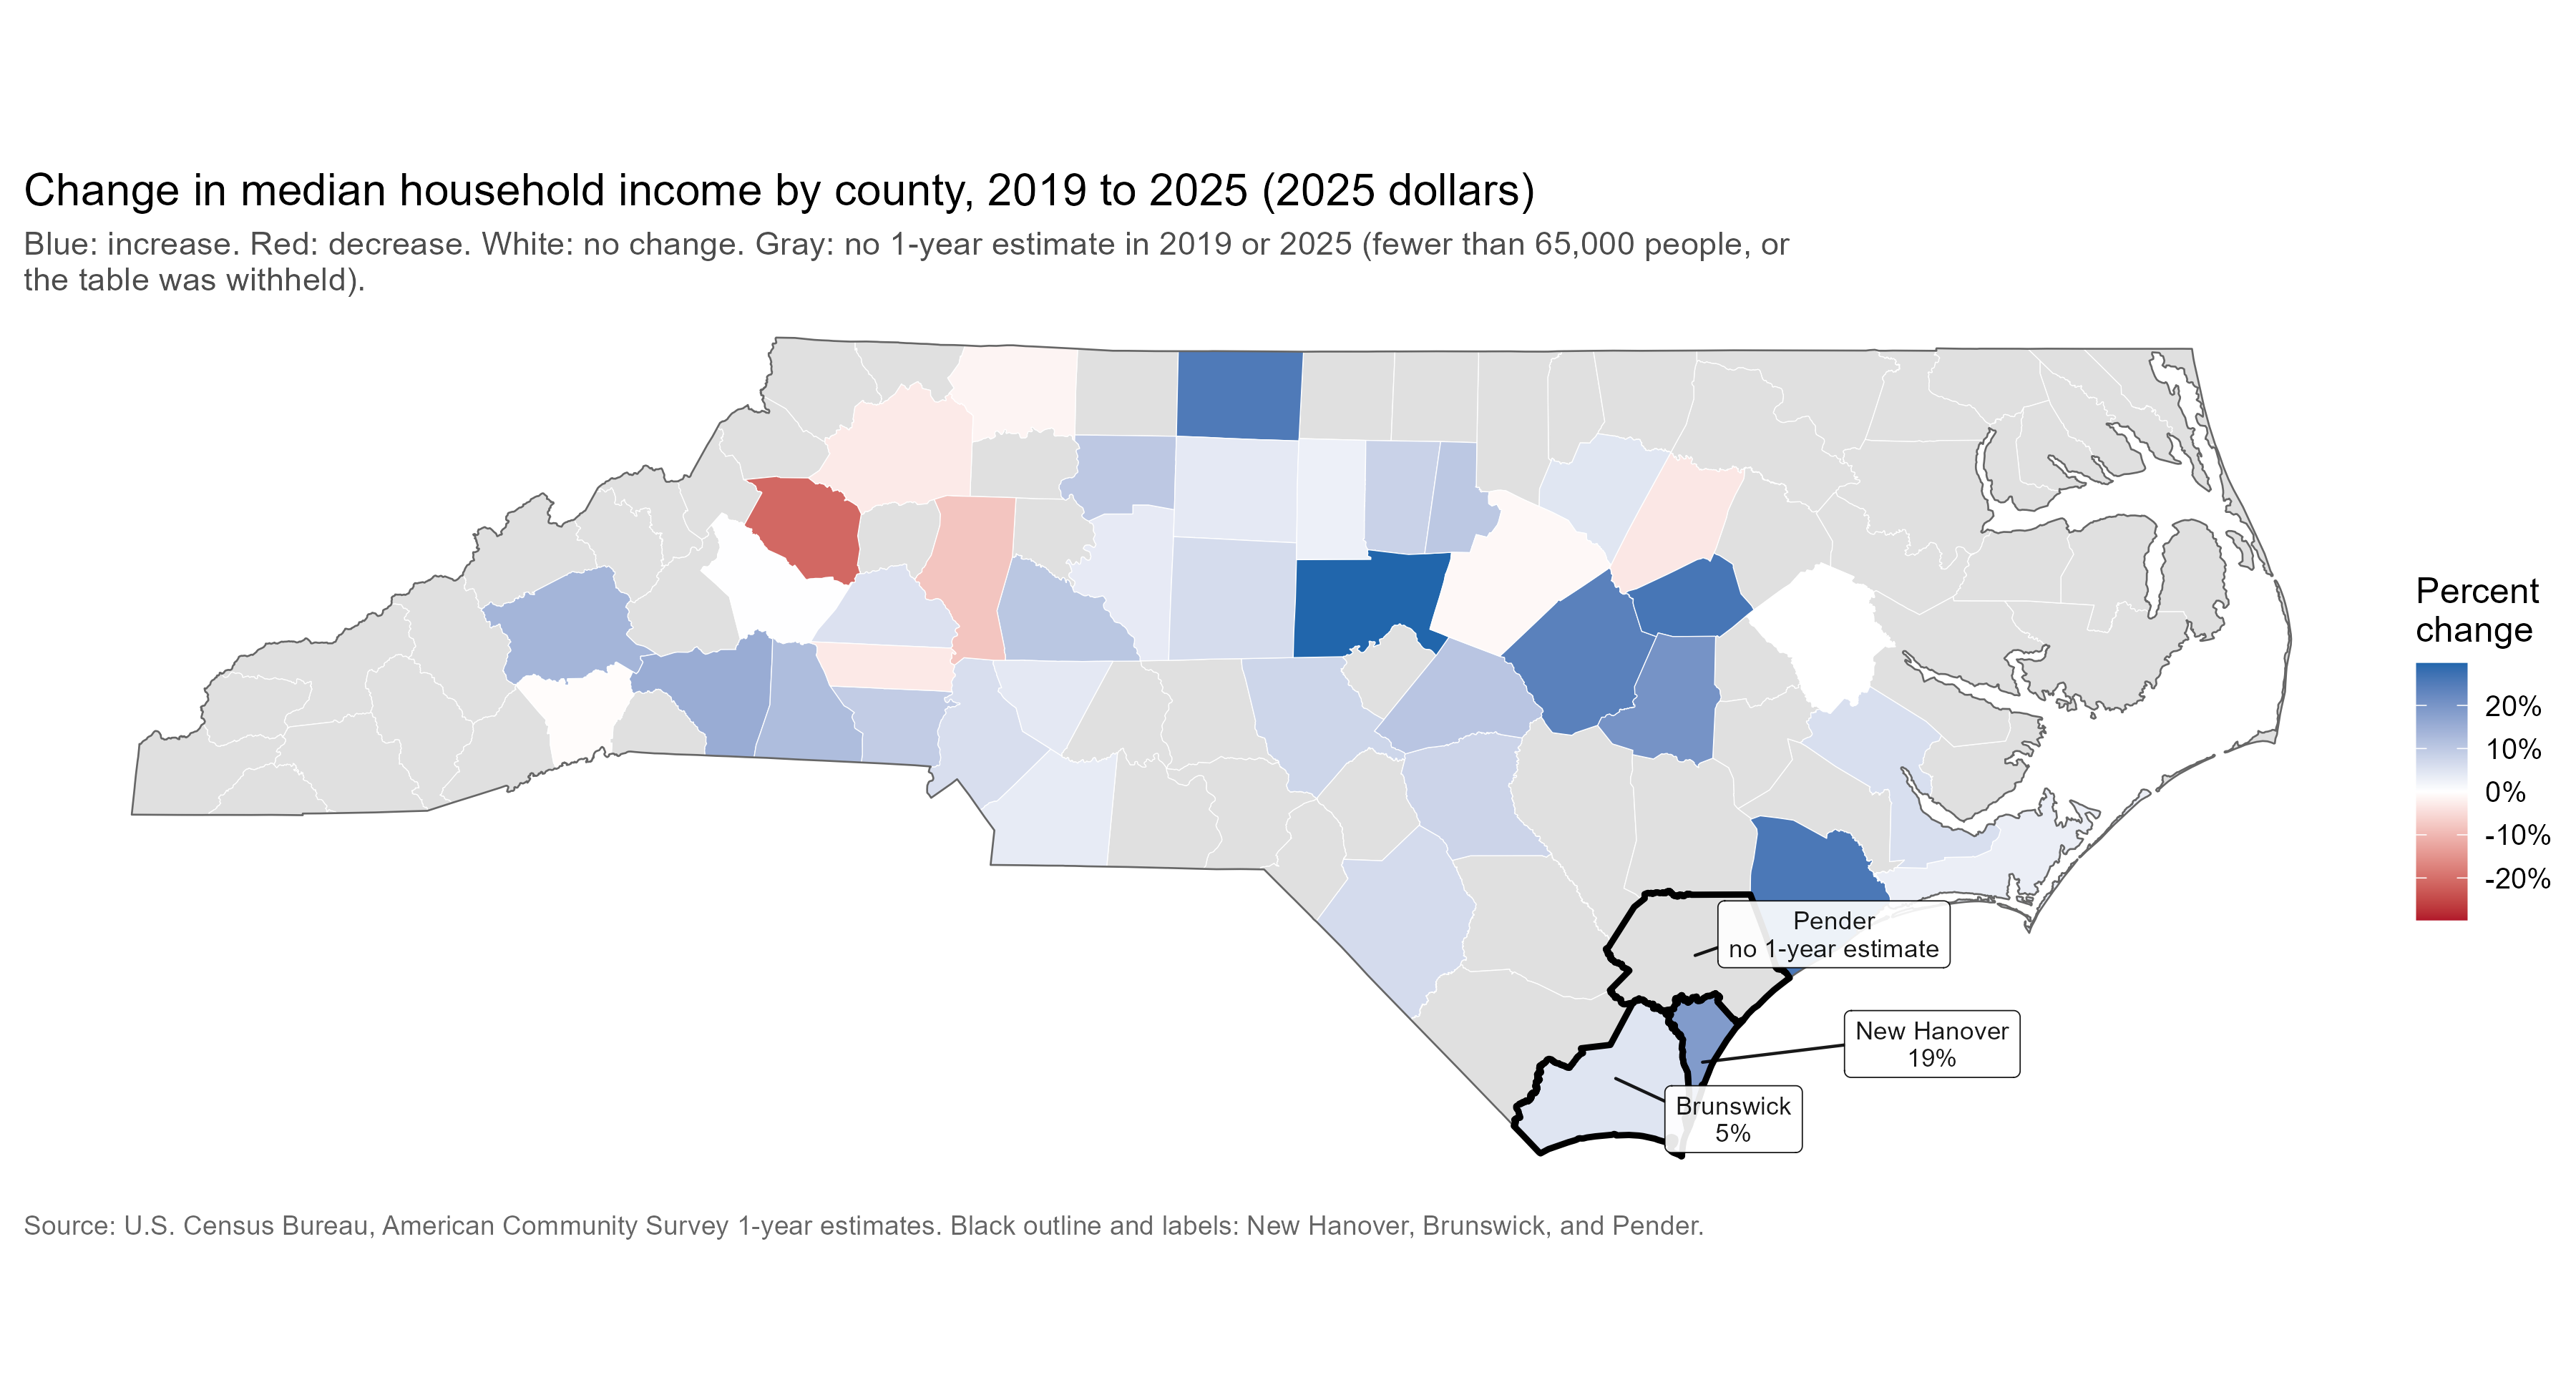 Change in median household income by county, 2019 to 2025 (2025 dollars)
Blue: increase. Red: decrease. White: no change. Gray: no 1-year estimate in 2019 or 2025 (fewer than 65,000 people, or
the table was withheld).
Percent
change
20%
10%
0%
-10%
-20%
Pender
no 1-year estimate
New Hanover
19%
Brunswick
5%
Source: U.S. Census Bureau, American Community Survey 1-year estimates. Black outline and labels: New Hanover, Brunswick, and Pender.